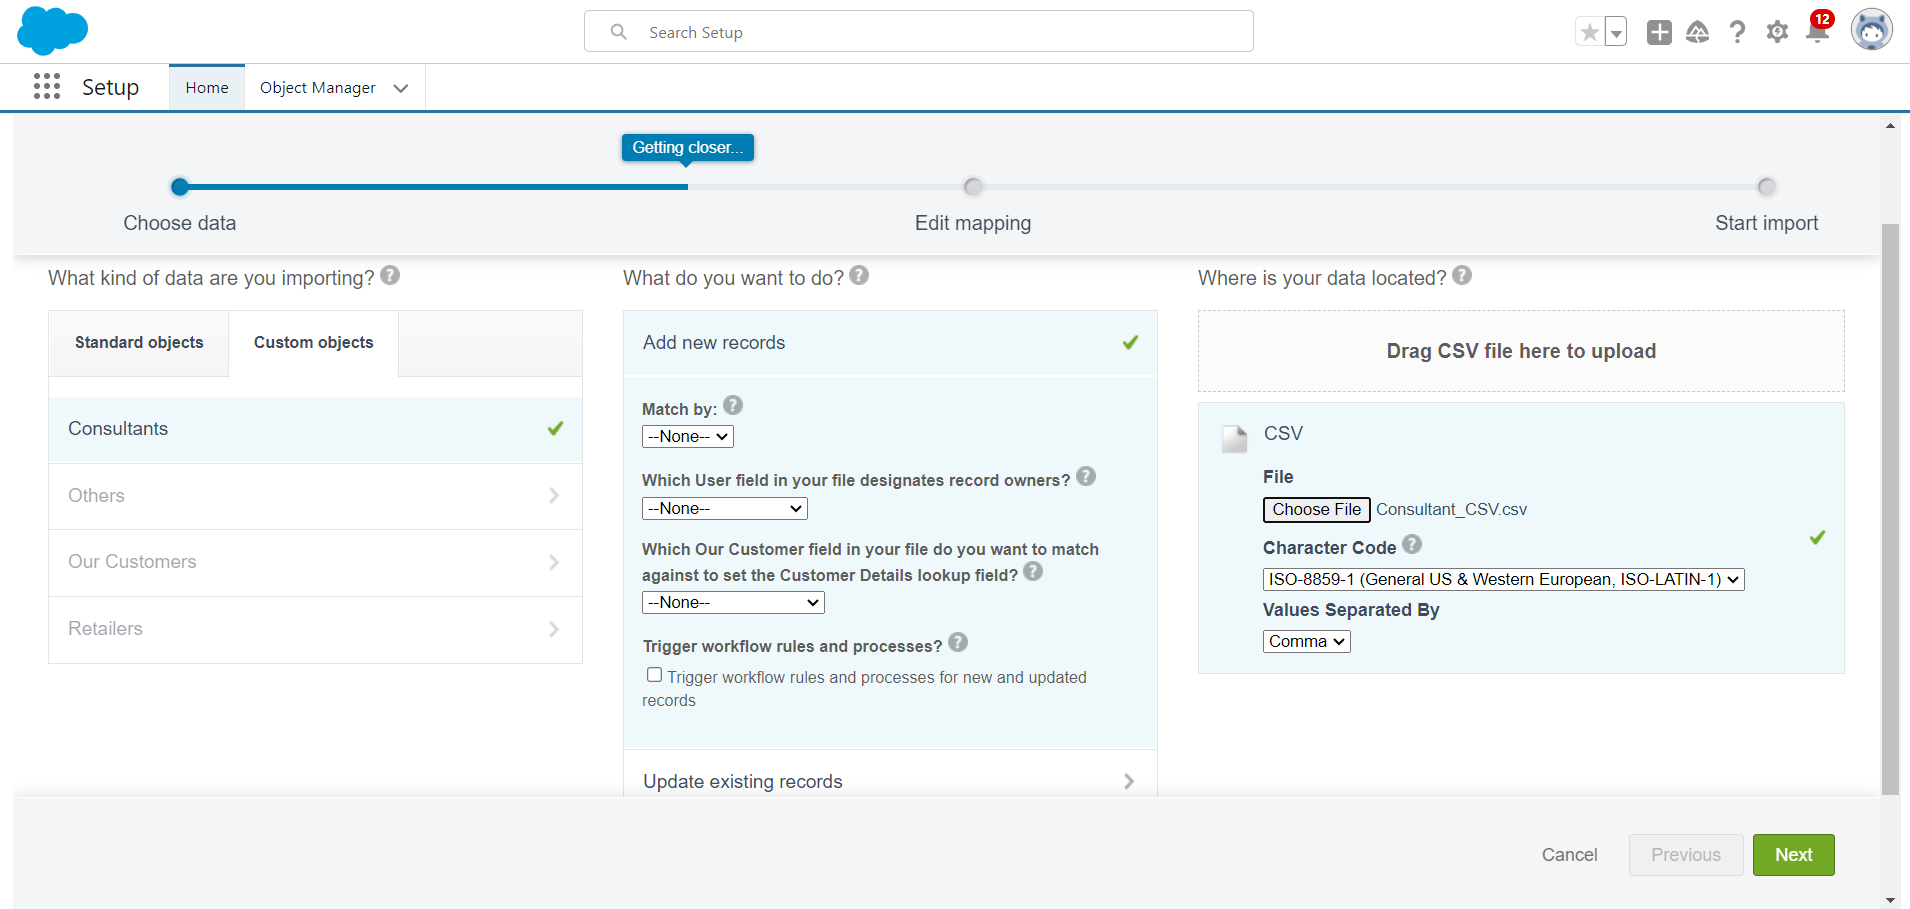 Search Setup
12
Setup
Home
Object Manager
Getting closer...
Choose data
Edit mapping
Start import
What kind of data are you importing? ?
Standard objects
Custom objects
Consultants
Others
Our Customers
Retailers
What do you want to do? ?
Add new records
Match by: ?
--None--
Which User field in your file designates record owners? ?
--None--
Which Our Customer field in your file do you want to match
against to set the Customer Details lookup field? ?
--None--
Trigger workflow rules and processes? ?
Trigger workflow rules and processes for new and updated
records
Update existing records
Where is your data located? ?
Drag CSV file here to upload
CSV
File
Choose File Consultant_CSV.csv
Character Code ?
ISO-8859-1 (General US & Western European, ISO-LATIN-1)
Values Separated By
Comma
Cancel
Previous
Next